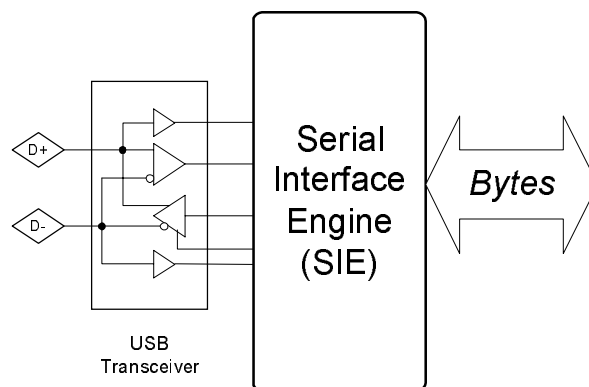 D+
D-
USB
Transceiver
Serial
Interface
Engine
(SIE)
Bytes